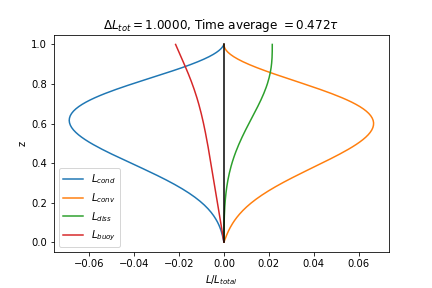 ΔL_tot = 1.0000, Time average = 0.472τ
1.0
0.8
0.6
0.4
0.2
0.0
z
L_cond
L_conv
L_diss
L_buoy
−0.06 −0.04 −0.02 0.00 0.02 0.04 0.06
L/L_total